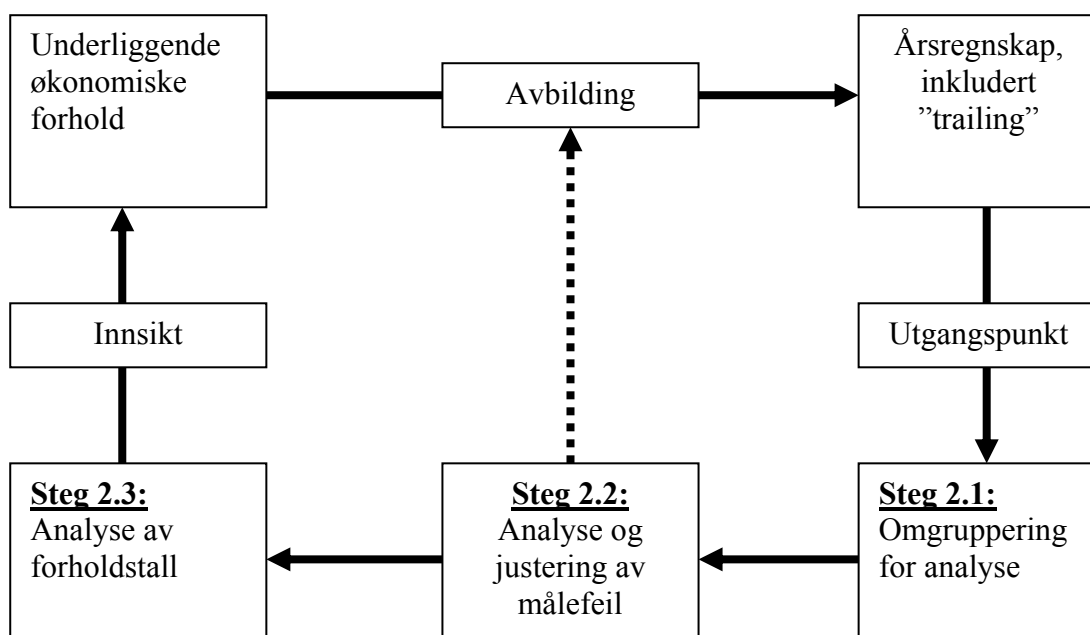 Underliggende
økonomiske
forhold
Avbilding
Årsregnskap,
inkludert
”trailing”
Innsikt
Utgangspunkt
Steg 2.3:
Analyse av
forholdstall
Steg 2.2:
Analyse og
justering av
målefeil
Steg 2.1:
Omgruppering
for analyse